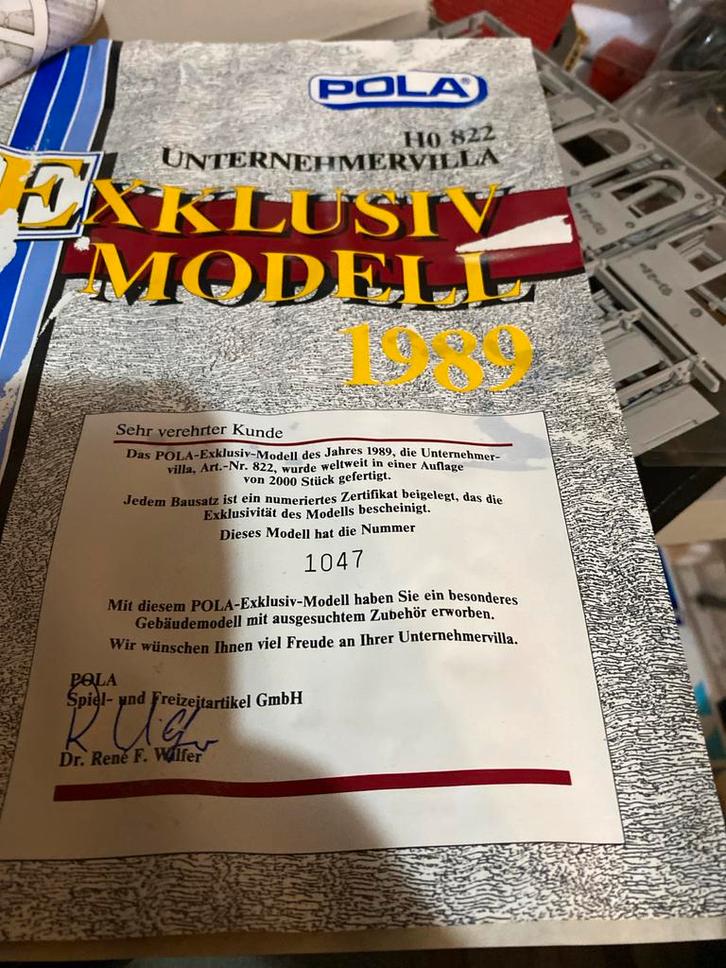 POLA®
H0 822
UNTERNEHMERVILLA
EXKLUSIV
MODELL
1989
Sehr verehrter Kunde
Das POLA-Exklusiv-Modell des Jahres 1989, die Unternehmer-
villa, Art.-Nr. 822, wurde weltweit in einer Auflage
von 2000 Stück gefertigt.
Jedem Bausatz ist ein numeriertes Zertifikat beigelegt, das die
Exklusivität des Modells bescheinigt.
Dieses Modell hat die Nummer
1047
Mit diesem POLA-Exklusiv-Modell haben Sie ein besonderes
Gebäudemodell mit ausgesuchtem Zubehör erworben.
Wir wünschen Ihnen viel Freude an Ihrer Unternehmervilla.
POLA
Spiel- und Freizeitartikel GmbH
Dr. René F. Wilfer